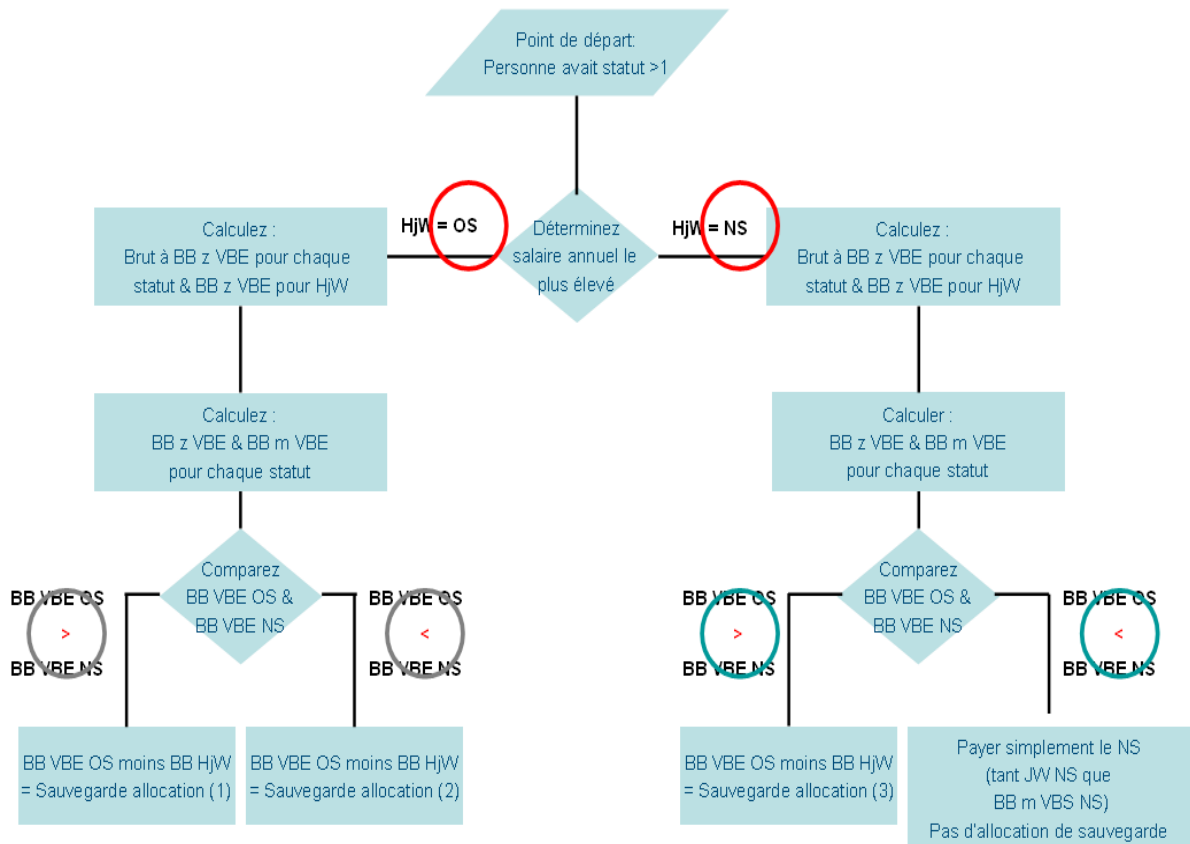 Point de départ:
Personne avait statut >1
HjW = OS
Déterminez
salaire annuel le
plus élevé
HjW = NS
Calculez :
Brut à BB z VBE pour chaque
statut & BB z VBE pour HjW
Calculez :
Brut à BB z VBE pour chaque
statut & BB z VBE pour HjW
Calculez :
BB z VBE & BB m VBE
pour chaque statut
Calculer :
BB z VBE & BB m VBE
pour chaque statut
BB VBE OS
>
BB VBE NS
Comparez
BB VBE OS &
BB VBE NS
BB VBE OS
<
BB VBE NS
BB VBE OS
>
BB VBE NS
Comparez
BB VBE OS &
BB VBE NS
BB VBE OS
<
BB VBE NS
BB VBE OS moins BB HjW
= Sauvegarde allocation (1)
BB VBE OS moins BB HjW
= Sauvegarde allocation (2)
BB VBE OS moins BB HjW
= Sauvegarde allocation (3)
Payer simplement le NS
(tant JW NS que
BB m VBS NS)
Pas d'allocation de sauvegarde